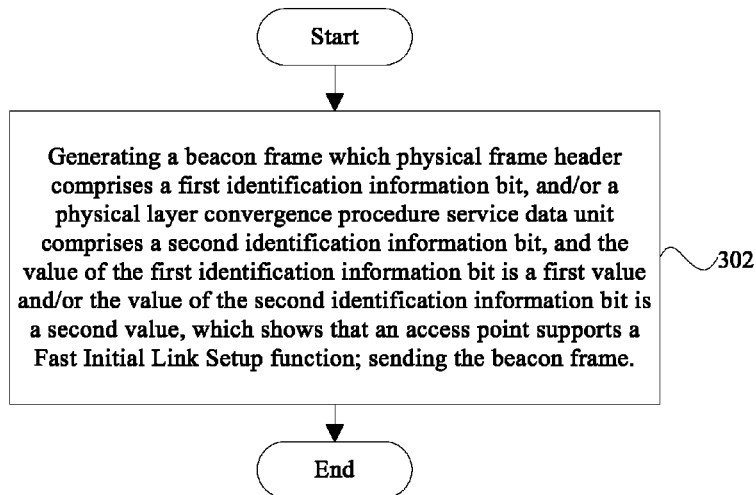 Start
Generating a beacon frame which physical frame header
comprises a first identification information bit, and/or a
physical layer convergence procedure service data unit
comprises a second identification information bit, and the
value of the first identification information bit is a first value
and/or the value of the second identification information bit is
a second value, which shows that an access point supports a
Fast Initial Link Setup function; sending the beacon frame.
302
End